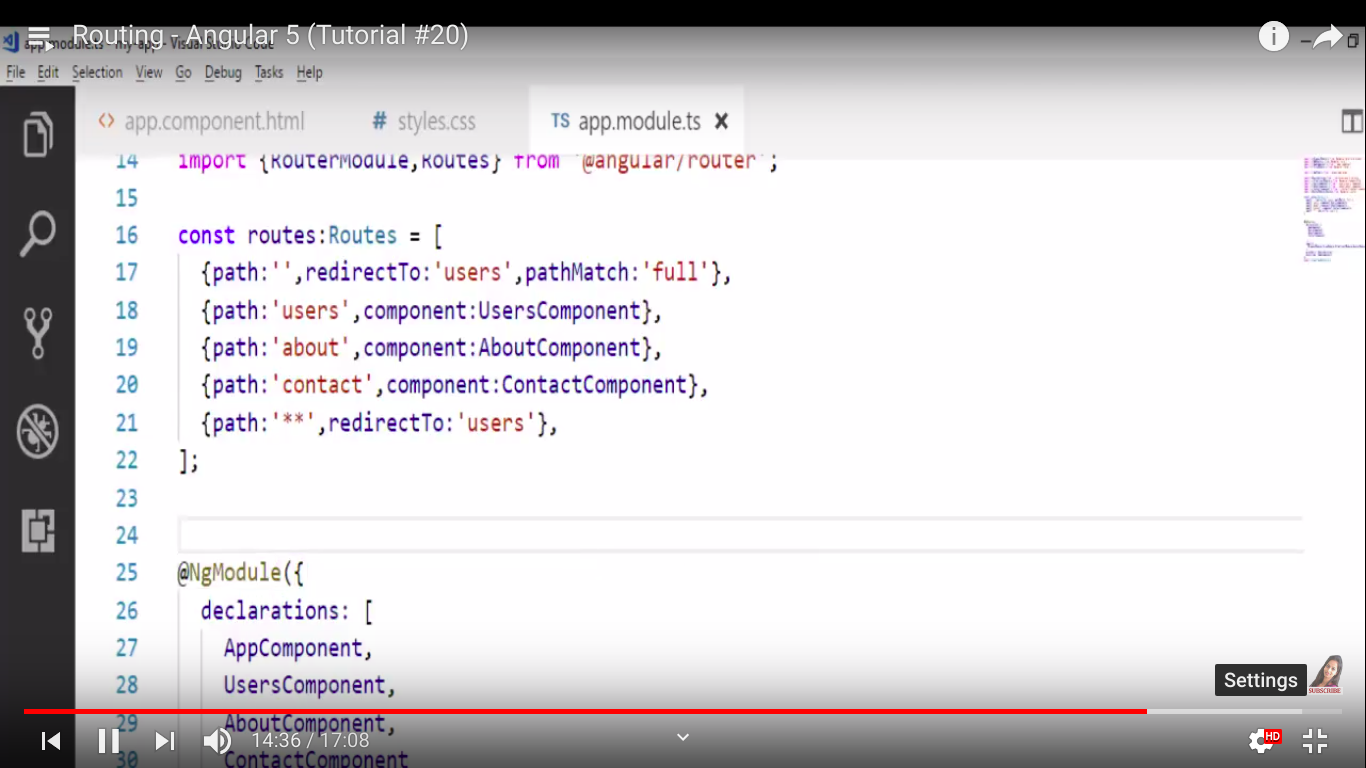 Routing - Angular 5 (Tutorial #20)
app.module.ts - my-app - Visual Studio Code
File Edit Selection View Go Debug Tasks Help
<> app.component.html # styles.css TS app.module.ts ×
14 import {RouterModule,Routes} from '@angular/router';
15
16 const routes:Routes = [
17 {path:'',redirectTo:'users',pathMatch:'full'},
18 {path:'users',component:UsersComponent},
19 {path:'about',component:AboutComponent},
20 {path:'contact',component:ContactComponent},
21 {path:'**',redirectTo:'users'},
22 ];
23
24
25 @NgModule({
26 declarations: [
27 AppComponent,
28 UsersComponent,
Settings
SUBSCRIBE
29 AboutComponent,
14:36 / 17:08
HD
30 ContactComponent